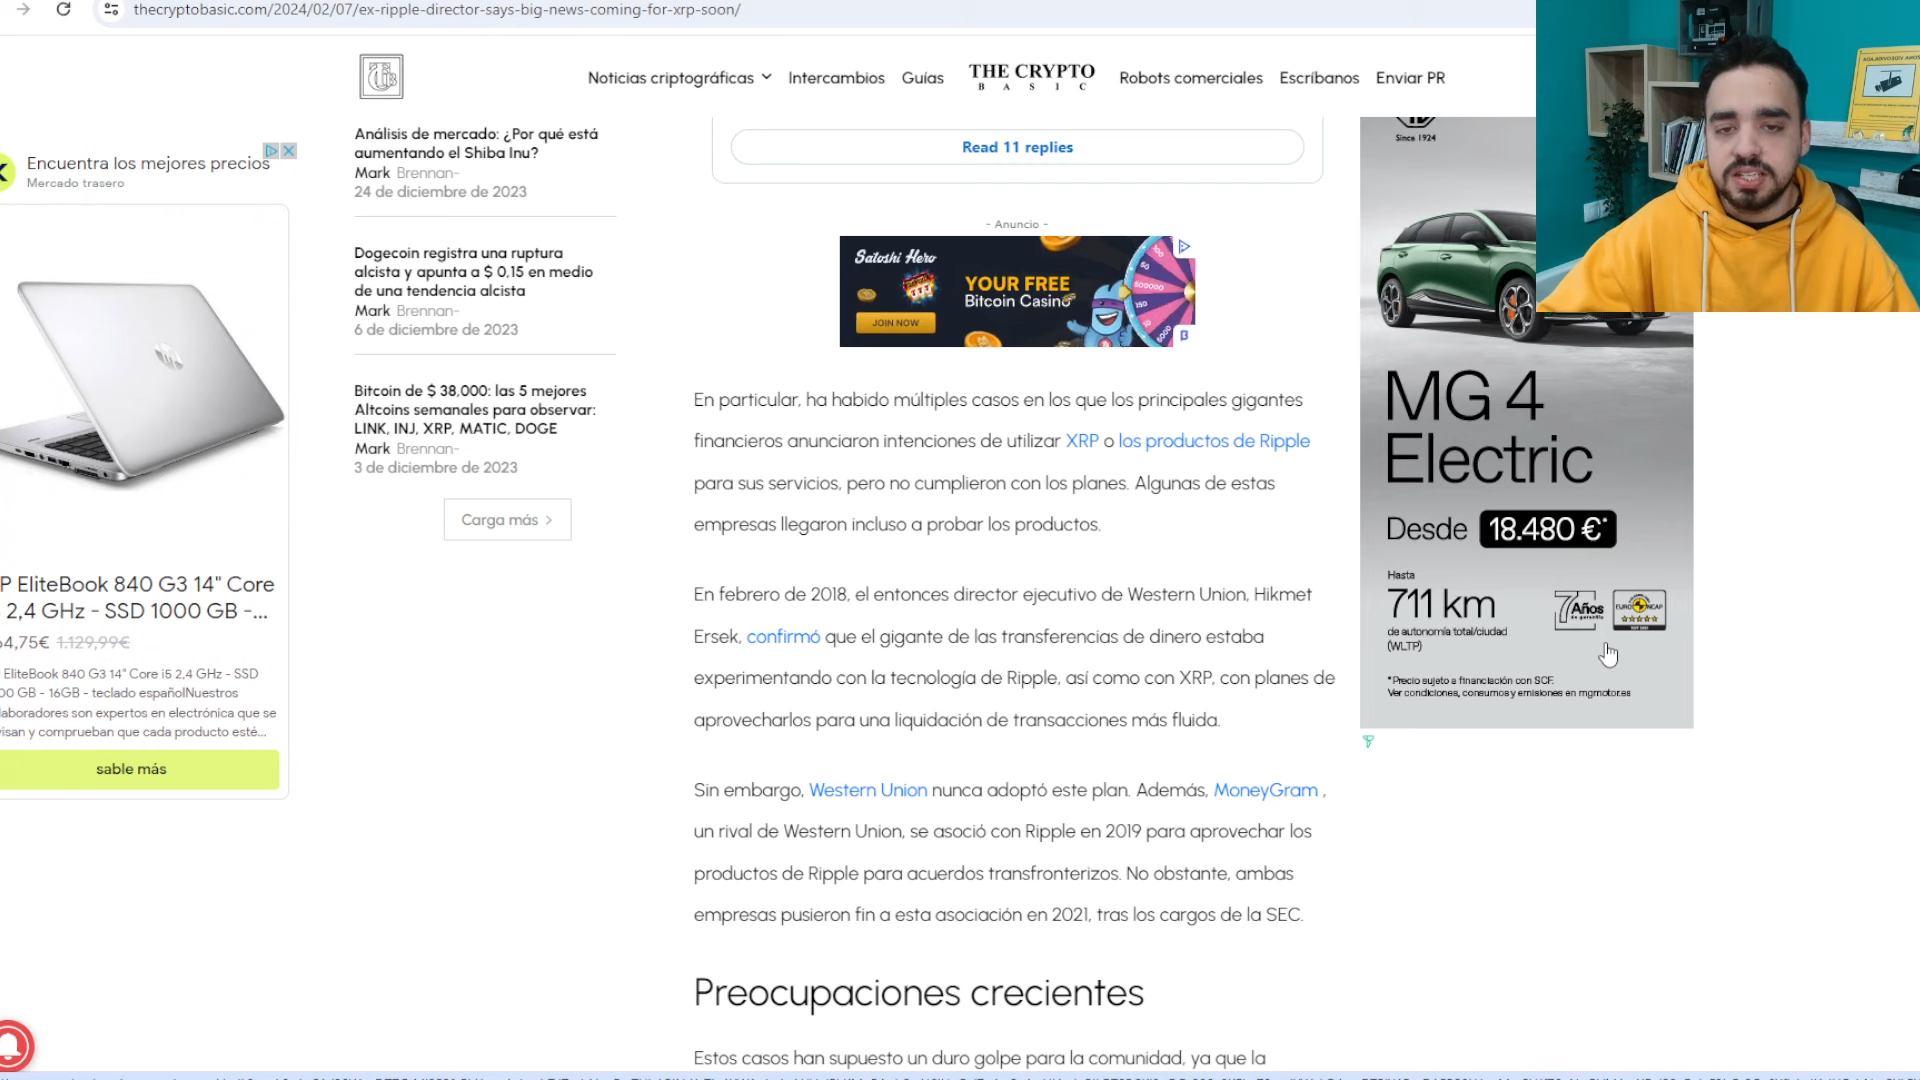 thecryptobasic.com/2024/02/07/ex-ripple-director-says-big-news-coming-for-xrp-soon/
Noticias criptográficas
Intercambios
Guías
THE CRYPTO
BASIC
Robots comerciales
Escríbanos
Enviar PR
Encuentra los mejores precios
Mercado trasero
EliteBook 840 G3 14" Core
2,4 GHz - SSD 1000 GB -...
1.129,99€
EliteBook 840 G3 14" Core i5 2,4 GHz - SSD
GB - 16GB - teclado españolNuestros
son expertos en electrónica que se
y comprueban que cada producto esté...
sable más
Análisis de mercado: ¿Por qué está
aumentando el Shiba Inu?
Mark Brennan-
24 de diciembre de 2023
Dogecoin registra una ruptura
alcista y apunta a $ 0,15 en medio
de una tendencia alcista
Mark Brennan-
6 de diciembre de 2023
Bitcoin de $ 38,000: las 5 mejores
Altcoins semanales para observar:
LINK, INJ, XRP, MATIC, DOGE
Mark Brennan-
3 de diciembre de 2023
Carga más >
Read 11 replies
- Anuncio -
Satoshi Hero
YOUR FREE
Bitcoin Casino
JOIN NOW
En particular, ha habido múltiples casos en los que los principales gigantes
financieros anunciaron intenciones de utilizar XRP o los productos de Ripple
para sus servicios, pero no cumplieron con los planes. Algunas de estas
empresas llegaron incluso a probar los productos.
En febrero de 2018, el entonces director ejecutivo de Western Union, Hikmet
Ersek, confirmó que el gigante de las transferencias de dinero estaba
experimentando con la tecnología de Ripple, así como con XRP, con planes de
aprovecharlos para una liquidación de transacciones más fluida.
Sin embargo, Western Union nunca adoptó este plan. Además, MoneyGram ,
un rival de Western Union, se asoció con Ripple en 2019 para aprovechar los
productos de Ripple para acuerdos transfronterizos. No obstante, ambas
empresas pusieron fin a esta asociación en 2021, tras los cargos de la SEC.
Preocupaciones crecientes
Estos casos han supuesto un duro golpe para la comunidad, ya que la
Since 1924
MG 4
Electric
Desde 18.480 €*
Hasta
711 km
de autonomía total/ciudad
(WLTP)
7 Años
de garantía
EURO NCAP
*Precio sujeto a financiación con SCF.
Ver condiciones, consumos y emisiones en mgmotor.es